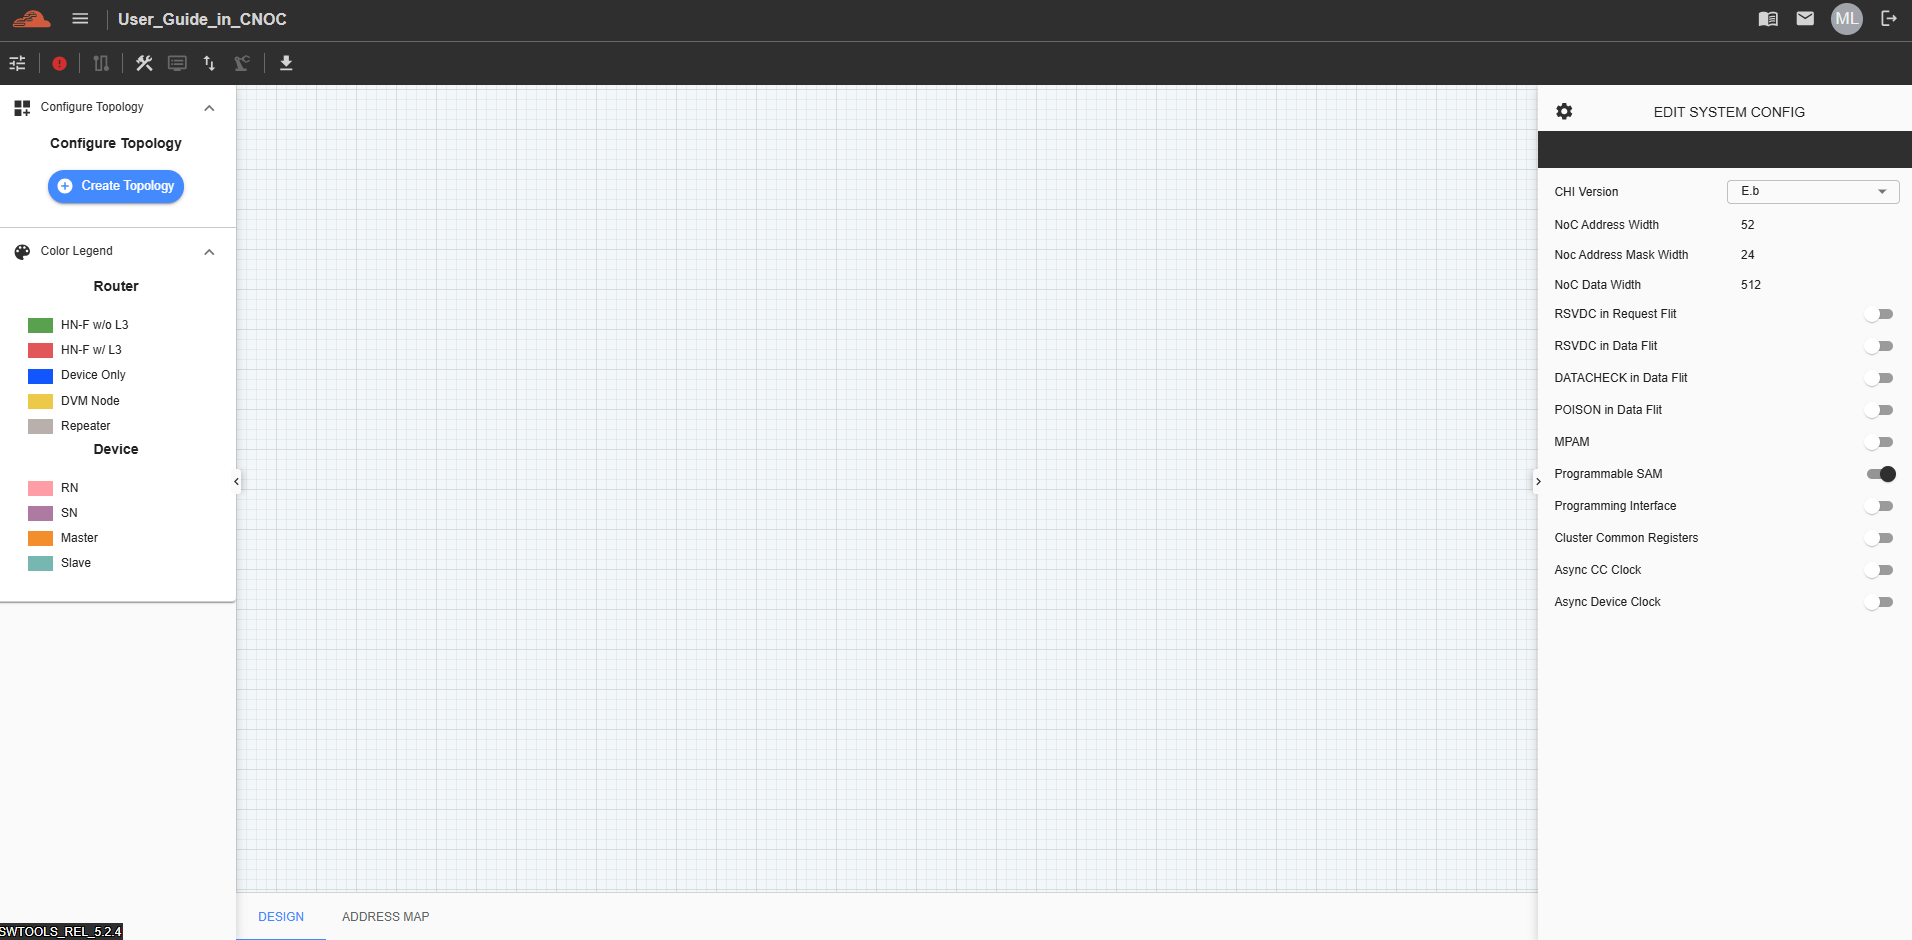 User_Guide_in_CNOC
ML
Configure Topology
Configure Topology
Create Topology
Color Legend
Router
HN-F w/o L3
HN-F w/ L3
Device Only
DVM Node
Repeater
Device
RN
SN
Master
Slave
SWTOOLS_REL_5.2.4
DESIGN ADDRESS MAP
EDIT SYSTEM CONFIG
CHI Version E.b
NoC Address Width 52
Noc Address Mask Width 24
NoC Data Width 512
RSVDC in Request Flit
RSVDC in Data Flit
DATACHECK in Data Flit
POISON in Data Flit
MPAM
Programmable SAM
Programming Interface
Cluster Common Registers
Async CC Clock
Async Device Clock